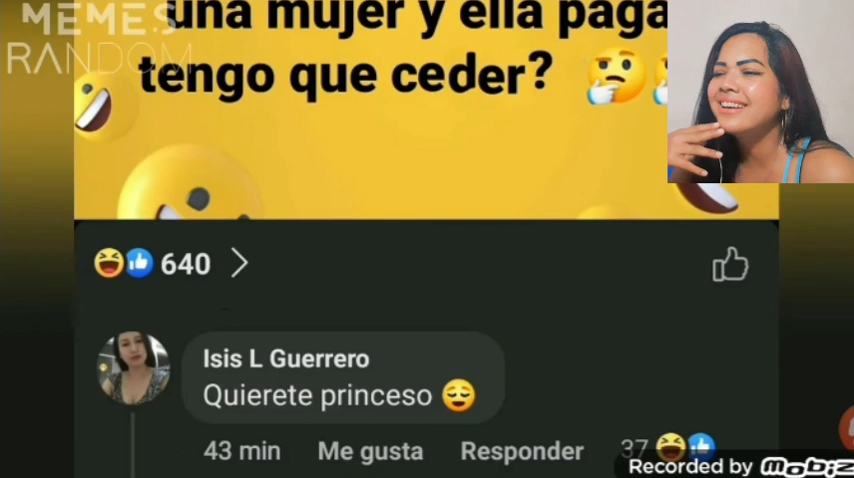 MEMES
RANDOM
una mujer y ella paga
tengo que ceder?
640
Isis L Guerrero
Quierete princeso
43 min Me gusta Responder 37
Recorded by mobiz